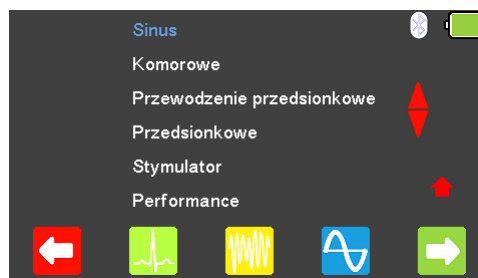 Sinus
Komorowe
Przewodzenie przedsionkowe
Przedsionkowe
Stymulator
Performance